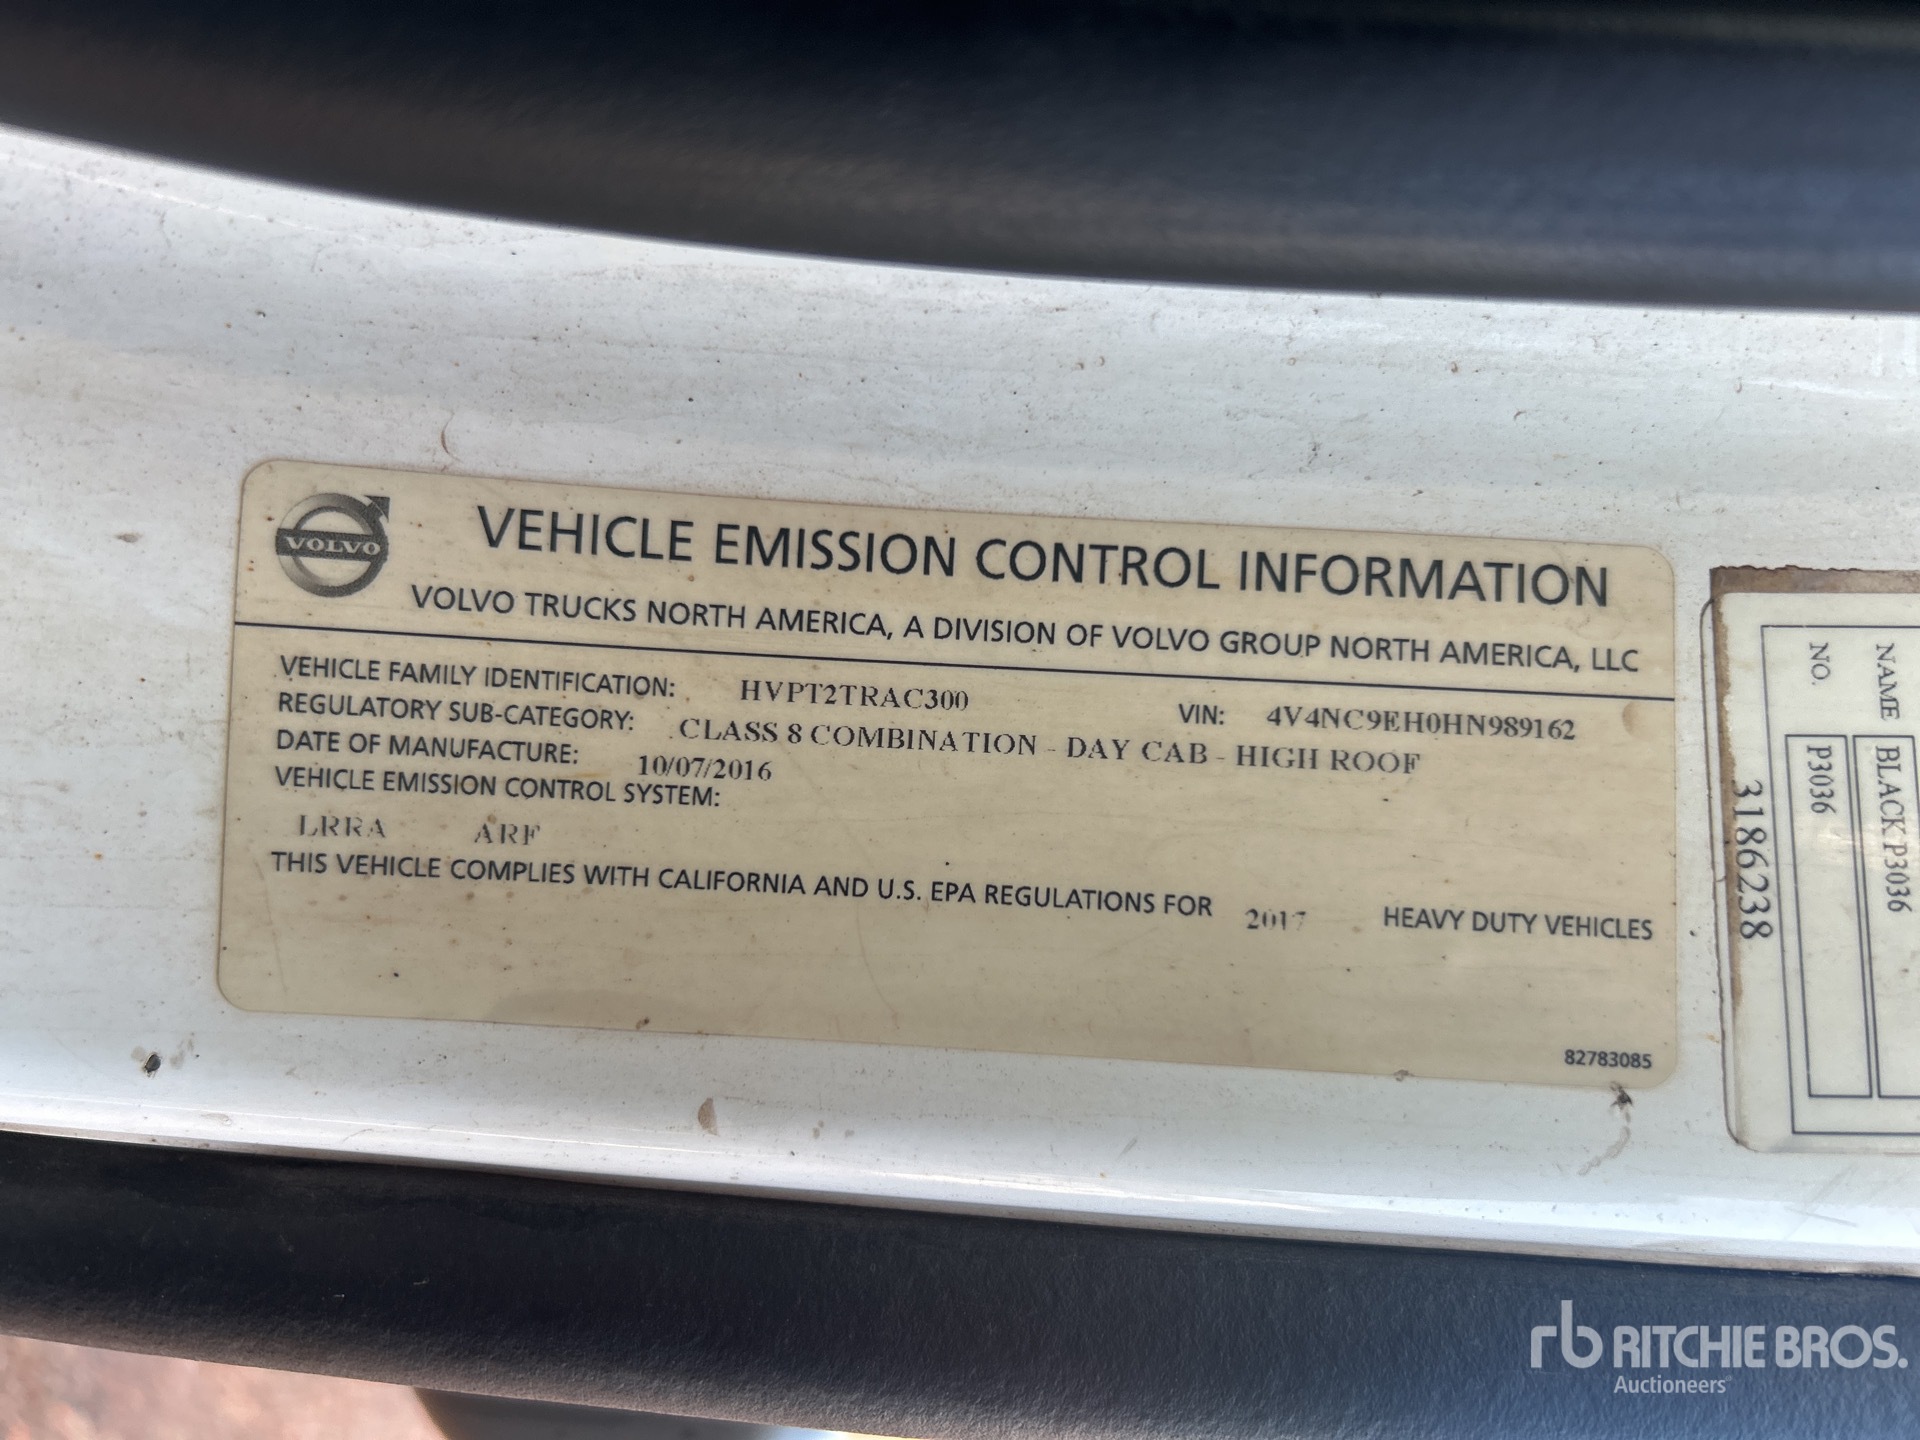 VOLVO
VEHICLE EMISSION CONTROL INFORMATION
VOLVO TRUCKS NORTH AMERICA, A DIVISION OF VOLVO GROUP NORTH AMERICA, LLC
VEHICLE FAMILY IDENTIFICATION: HVPT2TRAC300 VIN: 4V4NC9EH0HN989162
REGULATORY SUB-CATEGORY: CLASS 8 COMBINATION - DAY CAB - HIGH ROOF
DATE OF MANUFACTURE: 10/07/2016
VEHICLE EMISSION CONTROL SYSTEM:
LRRA ARF
THIS VEHICLE COMPLIES WITH CALIFORNIA AND U.S. EPA REGULATIONS FOR 2017 HEAVY DUTY VEHICLES
82783085
NAME BLACK P3036
NO. P3036
3186238
rb RITCHIE BROS.
Auctioneers